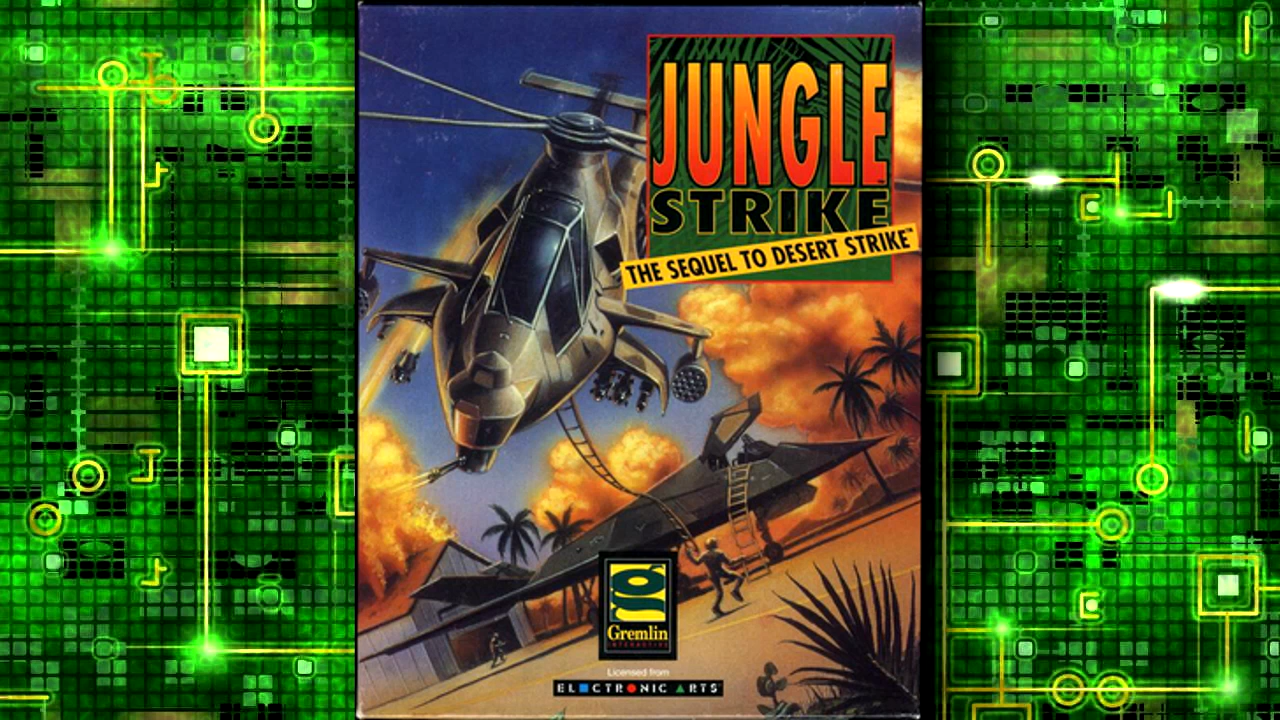 JUNGLE
STRIKE
THE SEQUEL TO DESERT STRIKE™
g
Gremlin
INTERACTIVE
Licensed from
ELECTRONIC ARTS®